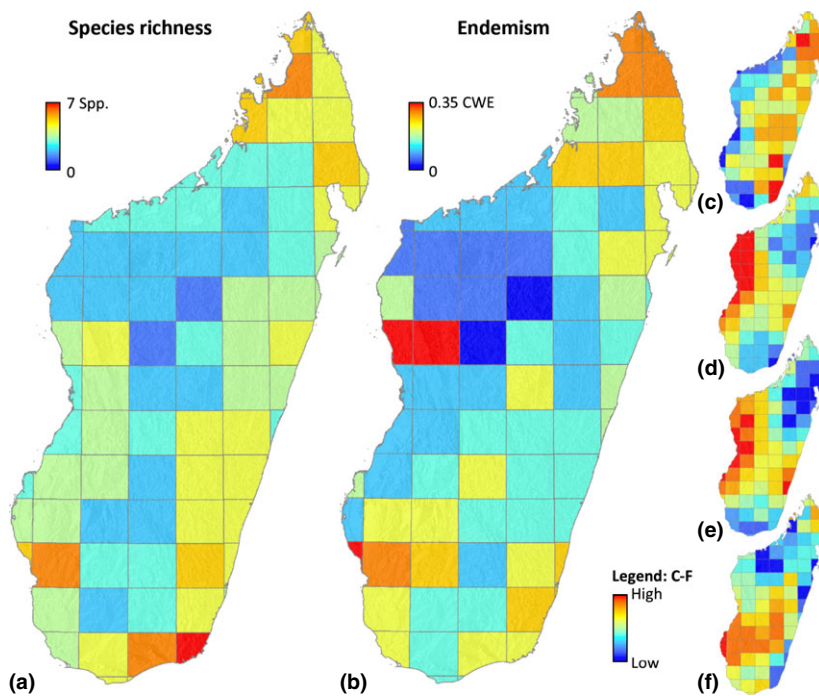 Species richness
7 Spp.
0
(a)
Endemism
0.35 CWE
0
(b)
(c)
(d)
(e)
(f)
Legend: C-F
High
Low